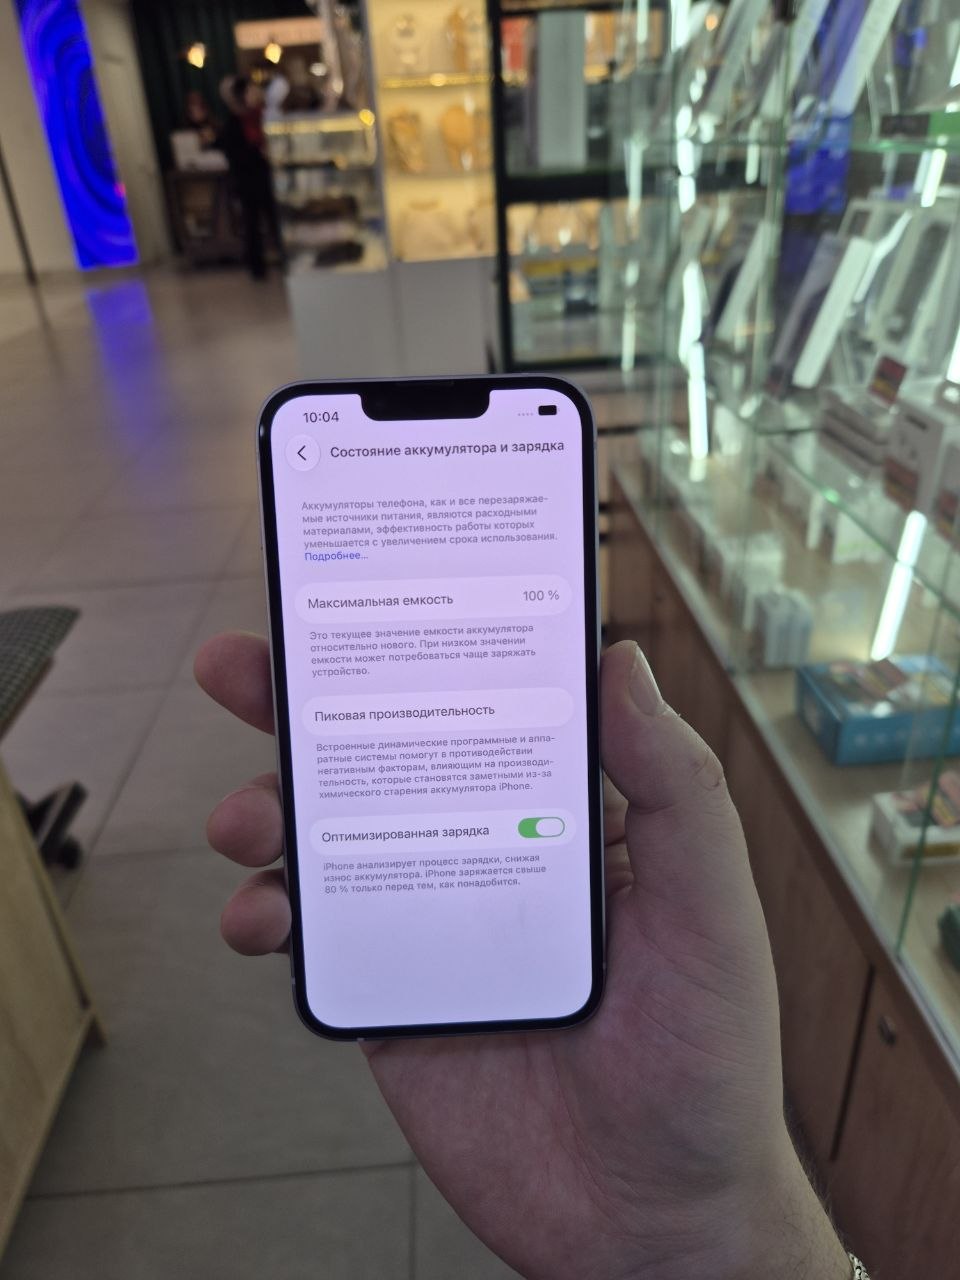 10:04
Состояние аккумулятора и зарядка
Аккумуляторы телефона, как и все перезаряжае-
мые источники питания, являются расходными
материалами, эффективность работы которых
уменьшается с увеличением срока использования.
Подробнее...
Максимальная емкость 100 %
Это текущее значение емкости аккумулятора
относительно нового. При низком значении
емкости может потребоваться чаще заряжать
устройство.
Пиковая производительность
Встроенные динамические программные и аппа-
ратные системы помогут в противодействии
негативным факторам, влияющим на производи-
тельность, которые становятся заметными из-за
химического старения аккумулятора iPhone.
Оптимизированная зарядка
iPhone анализирует процесс зарядки, снижая
износ аккумулятора. iPhone заряжается свыше
80 % только перед тем, как понадобится.